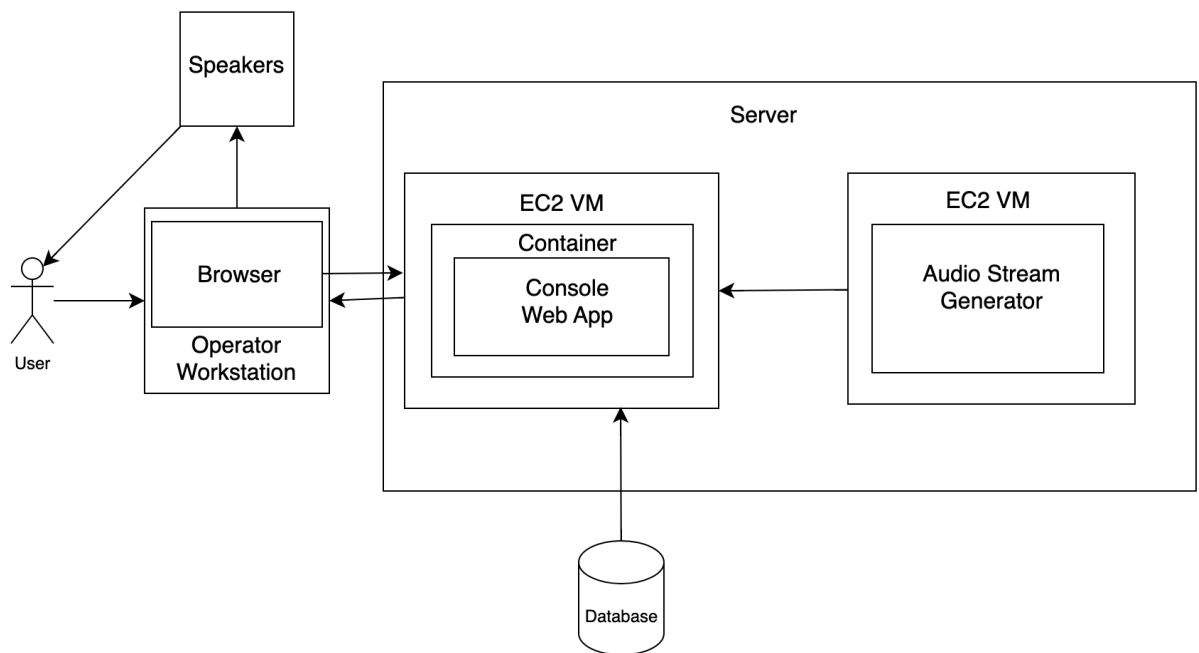 Speakers
Server
EC2 VM
Container
Console
Web App
EC2 VM
Audio Stream
Generator
Browser
Operator
Workstation
User
Database